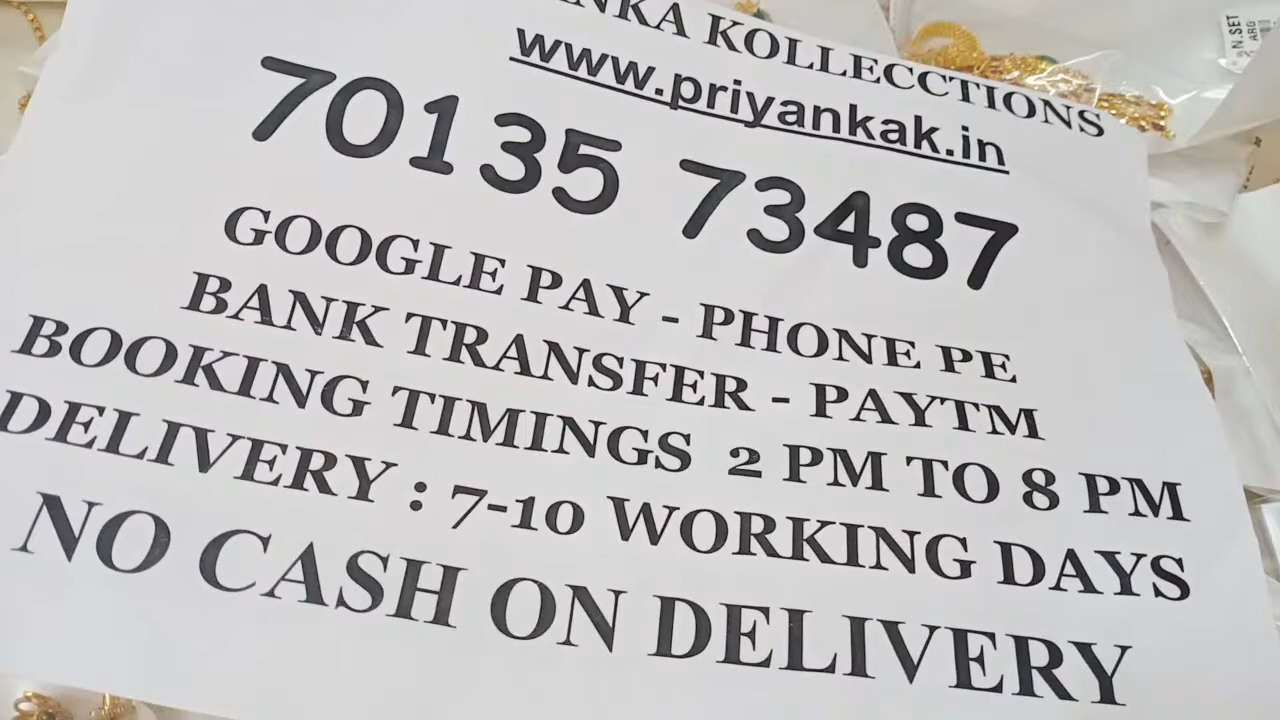 KOLLECCTIONS
www.priyankak.in
70135 73487
GOOGLE PAY - PHONE PE
BANK TRANSFER - PAYTM
BOOKING TIMINGS 2 PM TO 8 PM
DELIVERY : 7-10 WORKING DAYS
NO CASH ON DELIVERY
N.SET